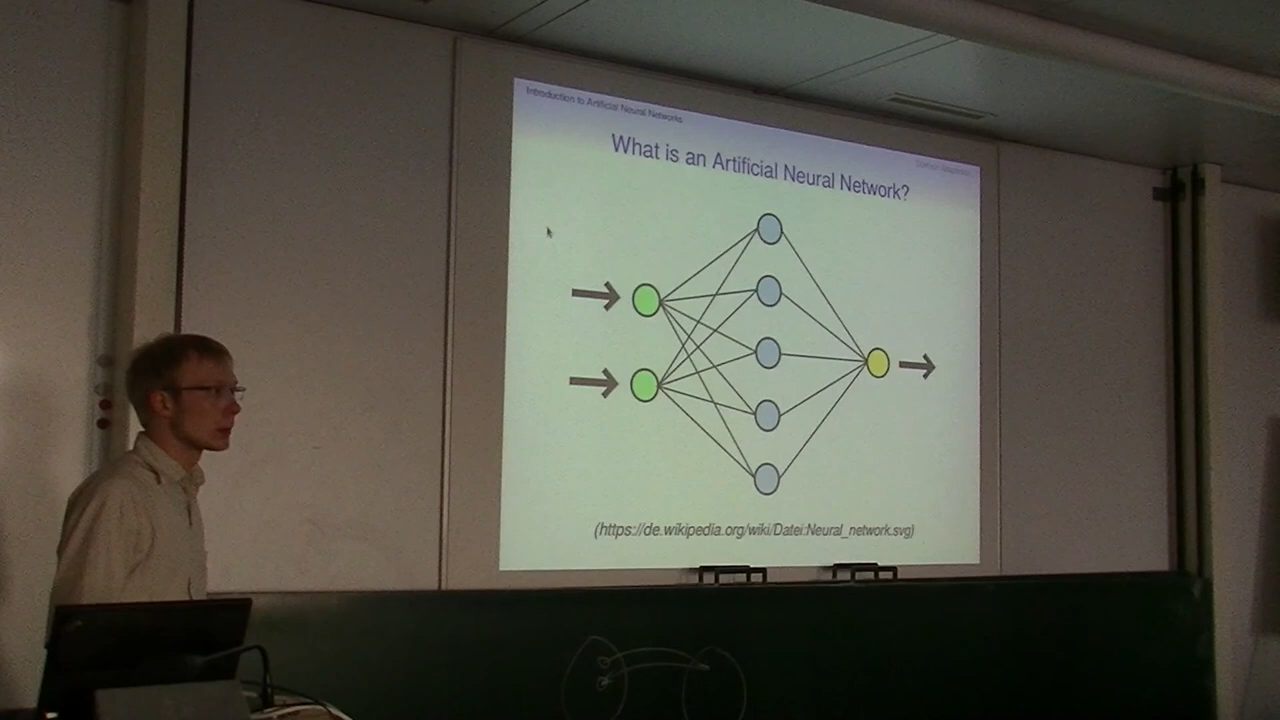 Introduction to Artificial Neural Networks
What is an Artificial Neural Network?
(https://de.wikipedia.org/wiki/Datei:Neural_network.svg)